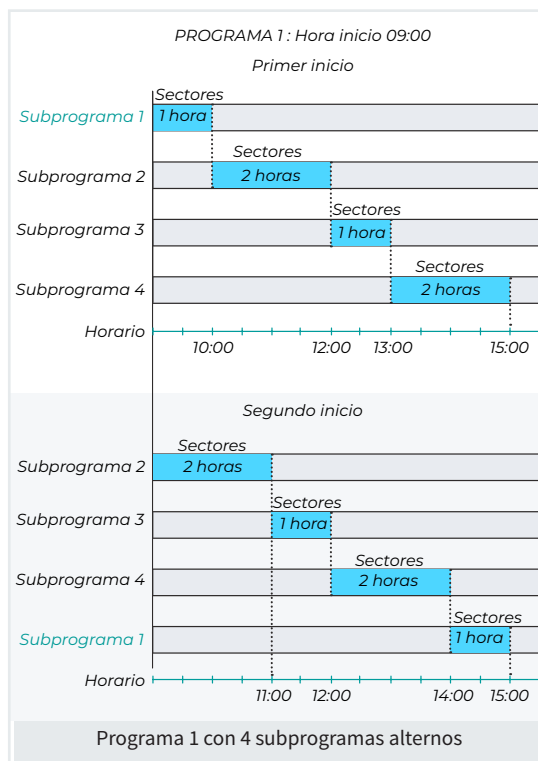 PROGRAMA 1 : Hora inicio 09:00
Primer inicio
Sectores
Subprograma 1 1 hora
Sectores
Subprograma 2 2 horas
Sectores
Subprograma 3 1 hora
Sectores
Subprograma 4 2 horas
Horario
10:00 12:00 13:00 15:00
Segundo inicio
Sectores
Subprograma 2 2 horas
Sectores
Subprograma 3 1 hora
Sectores
Subprograma 4 2 horas
Sectores
Subprograma 1 1 hora
Horario
11:00 12:00 14:00 15:00
Programa 1 con 4 subprogramas alternos